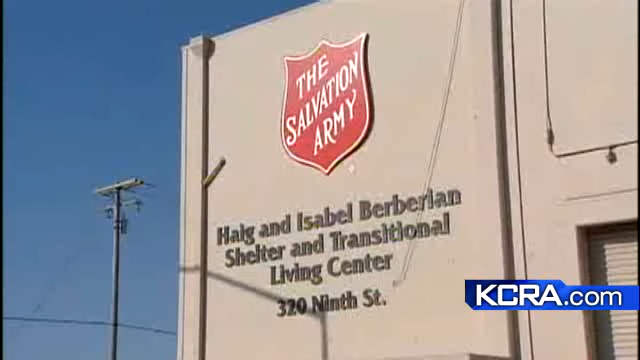 THE
SALVATION
ARMY
Haig and Isabel Berberian
Shelter and Transitional
Living Center
320 Ninth St.
KCRA.com